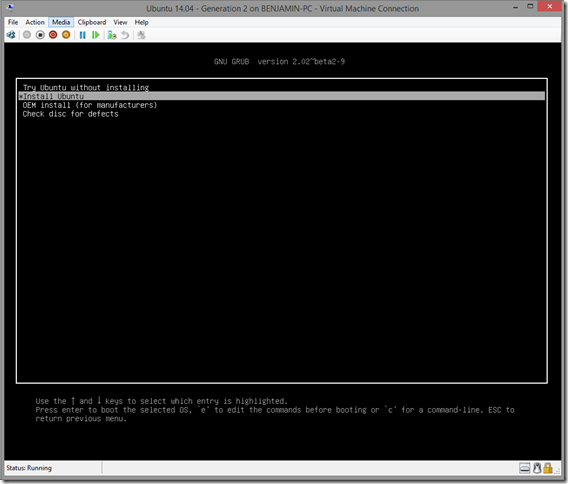 Ubuntu 14.04 - Generation 2 on BENJAMIN-PC - Virtual Machine Connection
File Action Media Clipboard View Help
GNU GRUB version 2.02~beta2-9
Try Ubuntu without installing
*Install Ubuntu
OEM install (for manufacturers)
Check disc for defects
Use the ↑ and ↓ keys to select which entry is highlighted.
Press enter to boot the selected OS, `e' to edit the commands before booting or `c' for a command-line. ESC to
return previous menu.
Status: Running